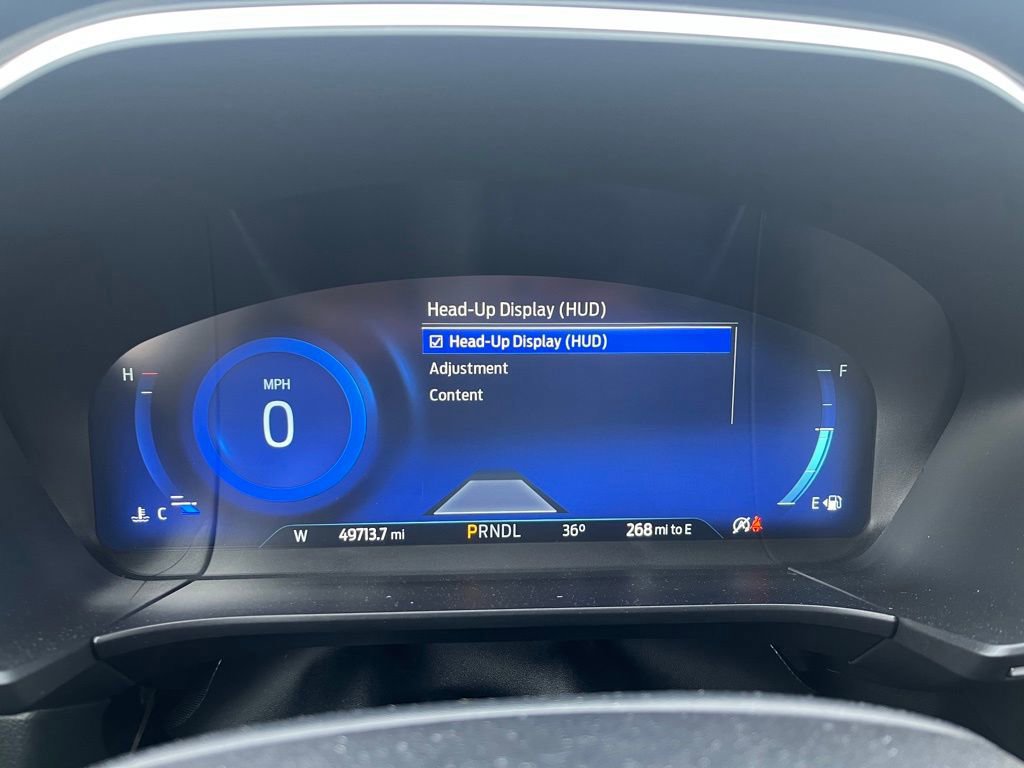 Head-Up Display (HUD)
Head-Up Display (HUD)
Adjustment
Content
H
C
MPH
0
F
E
W 49713.7 mi PRNDL 36° 268 mi to E